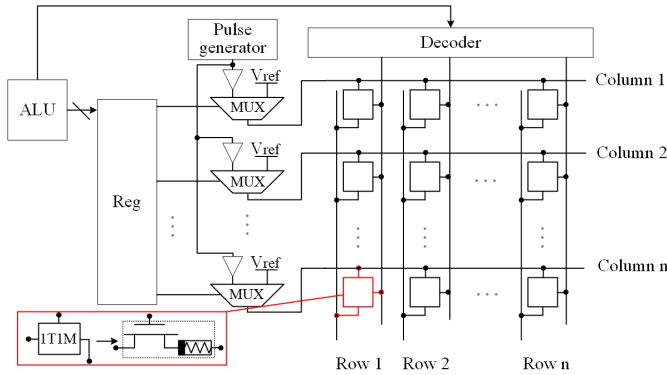 Pulse
generator
Decoder
Vref
MUX
Column 1
ALU
Vref
MUX
Column 2
Reg
Vref
MUX
Column n
1T1M
Row 1
Row 2
Row n